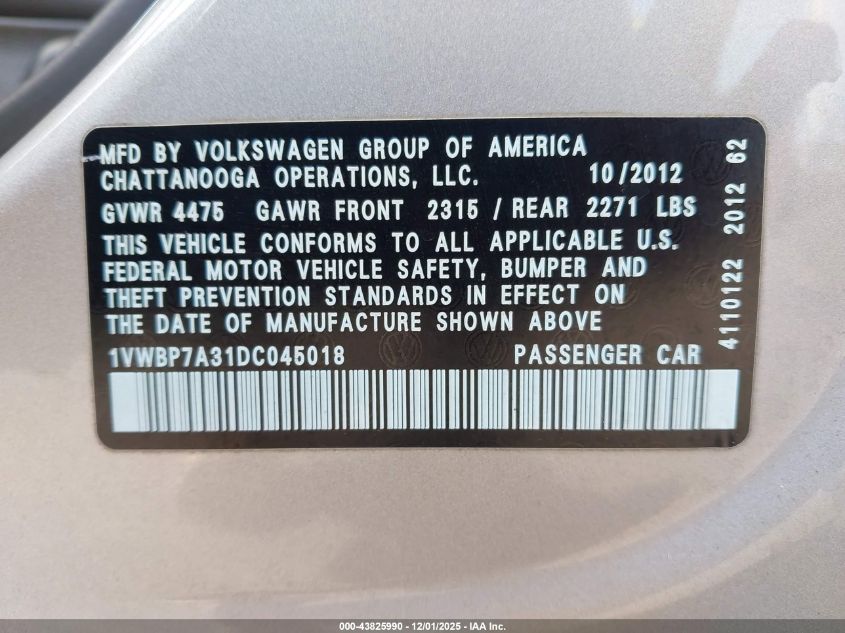 MFD BY VOLKSWAGEN GROUP OF AMERICA
CHATTANOOGA OPERATIONS, LLC. 10/2012
GVWR 4475 GAWR FRONT 2315 / REAR 2271 LBS
THIS VEHICLE CONFORMS TO ALL APPLICABLE U.S.
FEDERAL MOTOR VEHICLE SAFETY, BUMPER AND
THEFT PREVENTION STANDARDS IN EFFECT ON
THE DATE OF MANUFACTURE SHOWN ABOVE
1VWBP7A31DC045018 PASSENGER CAR
4110122 2012 62
000-43825990 - 12/01/2025 - IAA Inc.